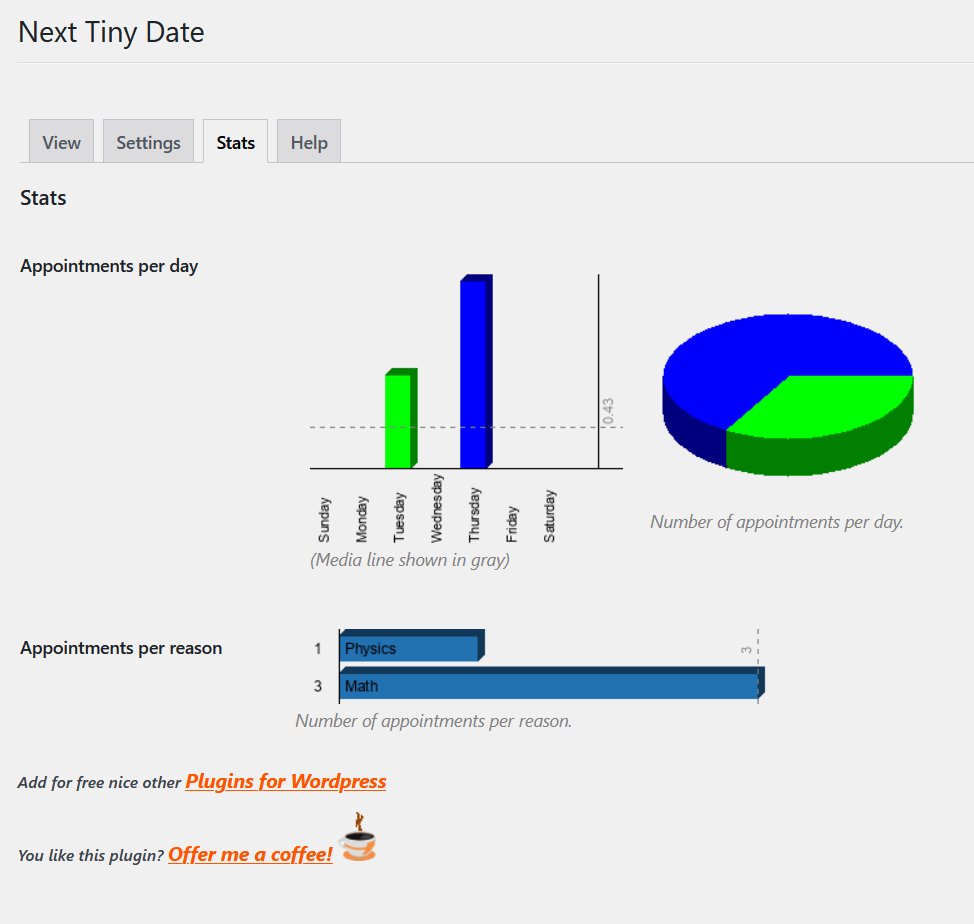 Next Tiny Date
View Settings Stats Help
Stats
Appointments per day
0.43
Sunday
Monday
Tuesday
Wednesday
Thursday
Friday
Saturday
(Media line shown in gray)
Number of appointments per day.
Appointments per reason
1 Physics
3 Math
3
Number of appointments per reason.
Add for free nice other Plugins for Wordpress
You like this plugin? Offer me a coffee!